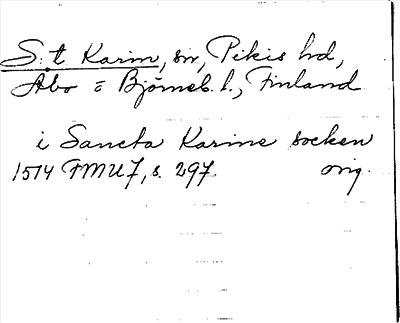 S:t Karin, sn, Pikis hd,
Åbo = Björneb. l., Finland
i Sancta Karine socken
1514 FMU 7, s. 297. orig.